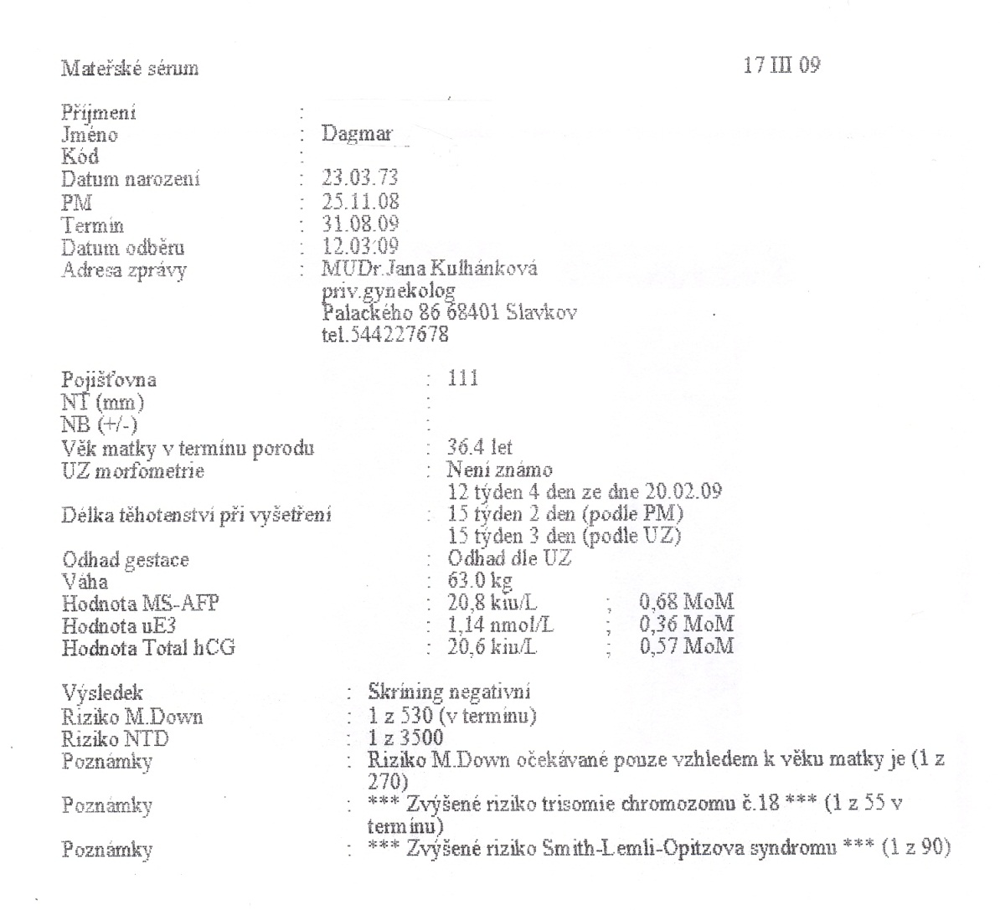 Mateřské sérum 17 III 09
Příjmení :
Jméno : Dagmar
Kód :
Datum narození : 23.03.73
PM : 25.11.08
Termín : 31.08.09
Datum odběru : 12.03.09
Adresa zprávy : MUDr.Jana Kulhánková
priv.gynekolog
Palackého 86 68401 Slavkov
tel.544227678
Pojišťovna : 111
NT (mm) :
NB (+/-) :
Věk matky v termínu porodu : 36.4 let
UZ morfometrie : Není známo
12 týden 4 den ze dne 20.02.09
Délka těhotenství při vyšetření : 15 týden 2 den (podle PM)
15 týden 3 den (podle UZ)
Odhad gestace : Odhad dle UZ
Váha : 63.0 kg
Hodnota MS-AFP : 20,8 kiu/L ; 0,68 MoM
Hodnota uE3 : 1,14 nmol/L ; 0,36 MoM
Hodnota Total hCG : 20,6 kiu/L ; 0,57 MoM
Výsledek : Skríning negativní
Riziko M.Down : 1 z 530 (v termínu)
Riziko NTD : 1 z 3500
Poznámky : Riziko M.Down očekávané pouze vzhledem k věku matky je (1 z
270)
Poznámky : *** Zvýšené riziko trisomie chromozomu č.18 *** (1 z 55 v
termínu)
Poznámky : *** Zvýšené riziko Smith-Lemli-Opitzova syndromu *** (1 z 90)